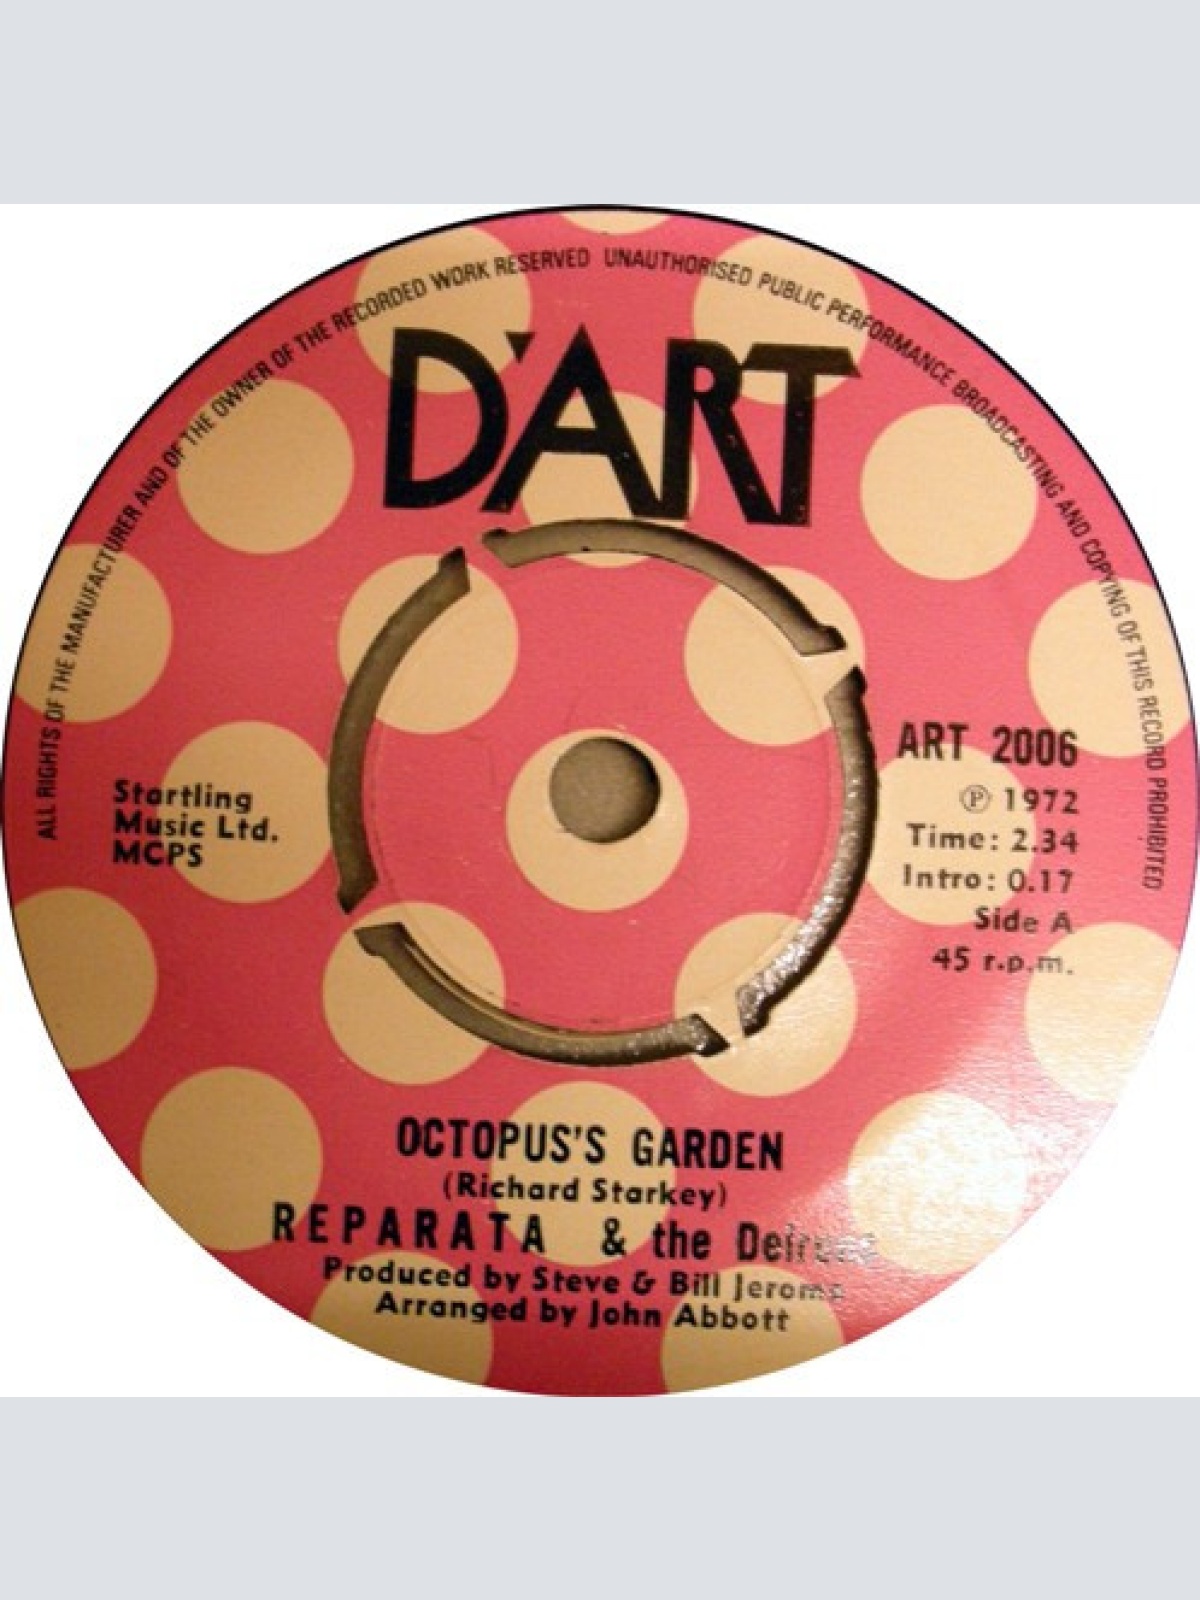 ALL RIGHTS OF THE MANUFACTURER AND OF THE OWNER OF THE RECORDED WORK RESERVED UNAUTHORISED PUBLIC PERFORMANCE BROADCASTING AND COPYING OF THIS RECORD PROHIBITED
D'ART
Startling
Music Ltd.
MCPS
ART 2006
℗ 1972
Time: 2.34
Intro: 0.17
Side A
45 r.p.m.
OCTOPUS'S GARDEN
(Richard Starkey)
REPARATA & the
Produced by Steve & Bill Jerome
Arranged by John Abbott